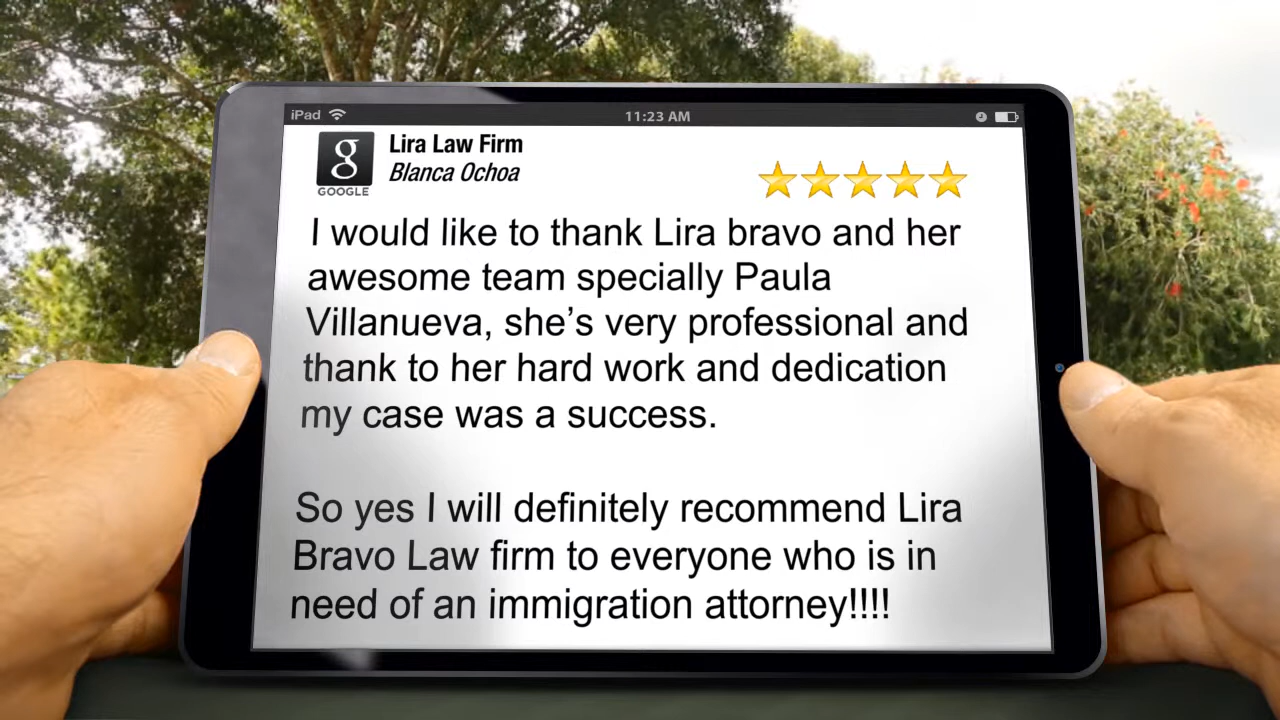 iPad 11:23 AM
g
GOOGLE
Lira Law Firm
Blanca Ochoa
I would like to thank Lira bravo and her
awesome team specially Paula
Villanueva, she’s very professional and
thank to her hard work and dedication
my case was a success.
So yes I will definitely recommend Lira
Bravo Law firm to everyone who is in
need of an immigration attorney!!!!